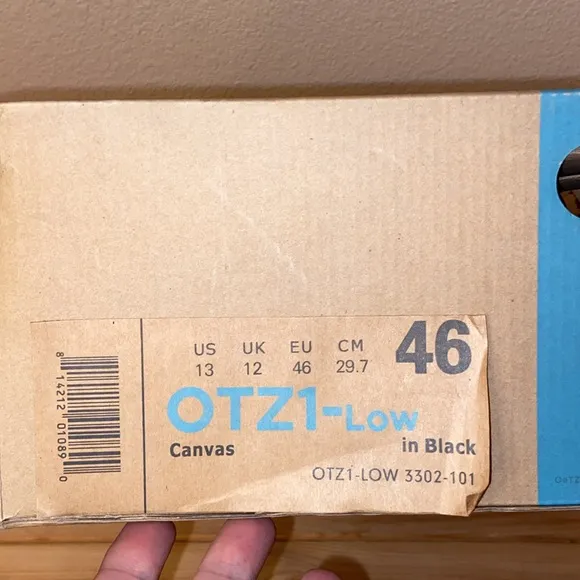 US UK EU CM
13 12 46 29.7
46
OTZ1-Low
Canvas in Black
OTZ1-LOW 3302-101
8 14212 01089 0